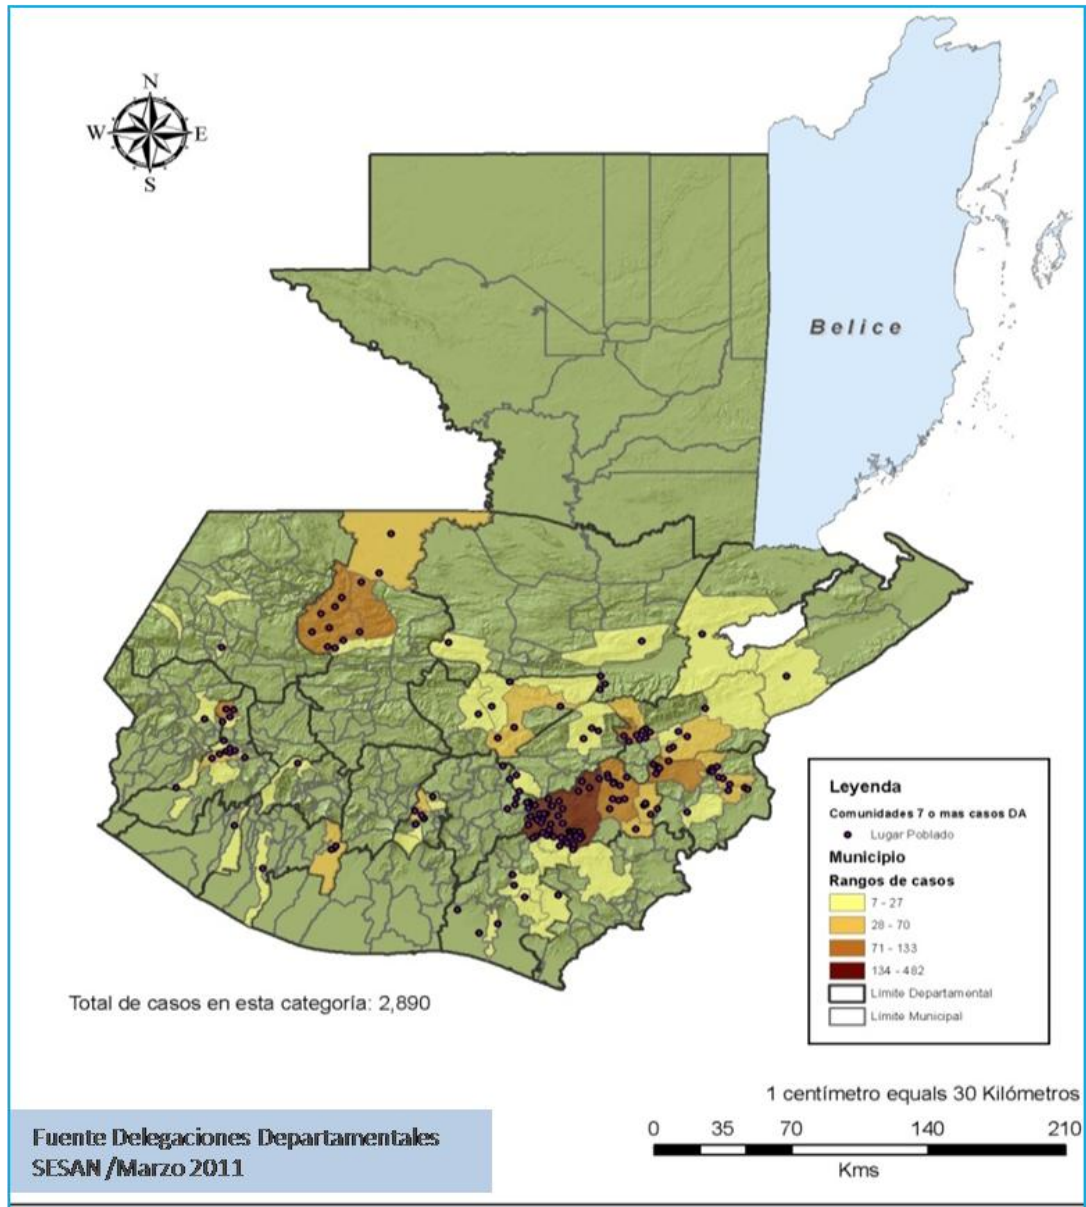 N
W E
S
Belice
Leyenda
Comunidades 7 o mas casos DA
Lugar Poblado
Municipio
Rangos de casos
7 - 27
28 - 70
71 - 133
134 - 482
Límite Departamental
Límite Municipal
Total de casos en esta categoría: 2,890
1 centímetro equals 30 Kilómetros
0 35 70 140 210
Kms
Fuente Delegaciones Departamentales
SESAN /Marzo 2011